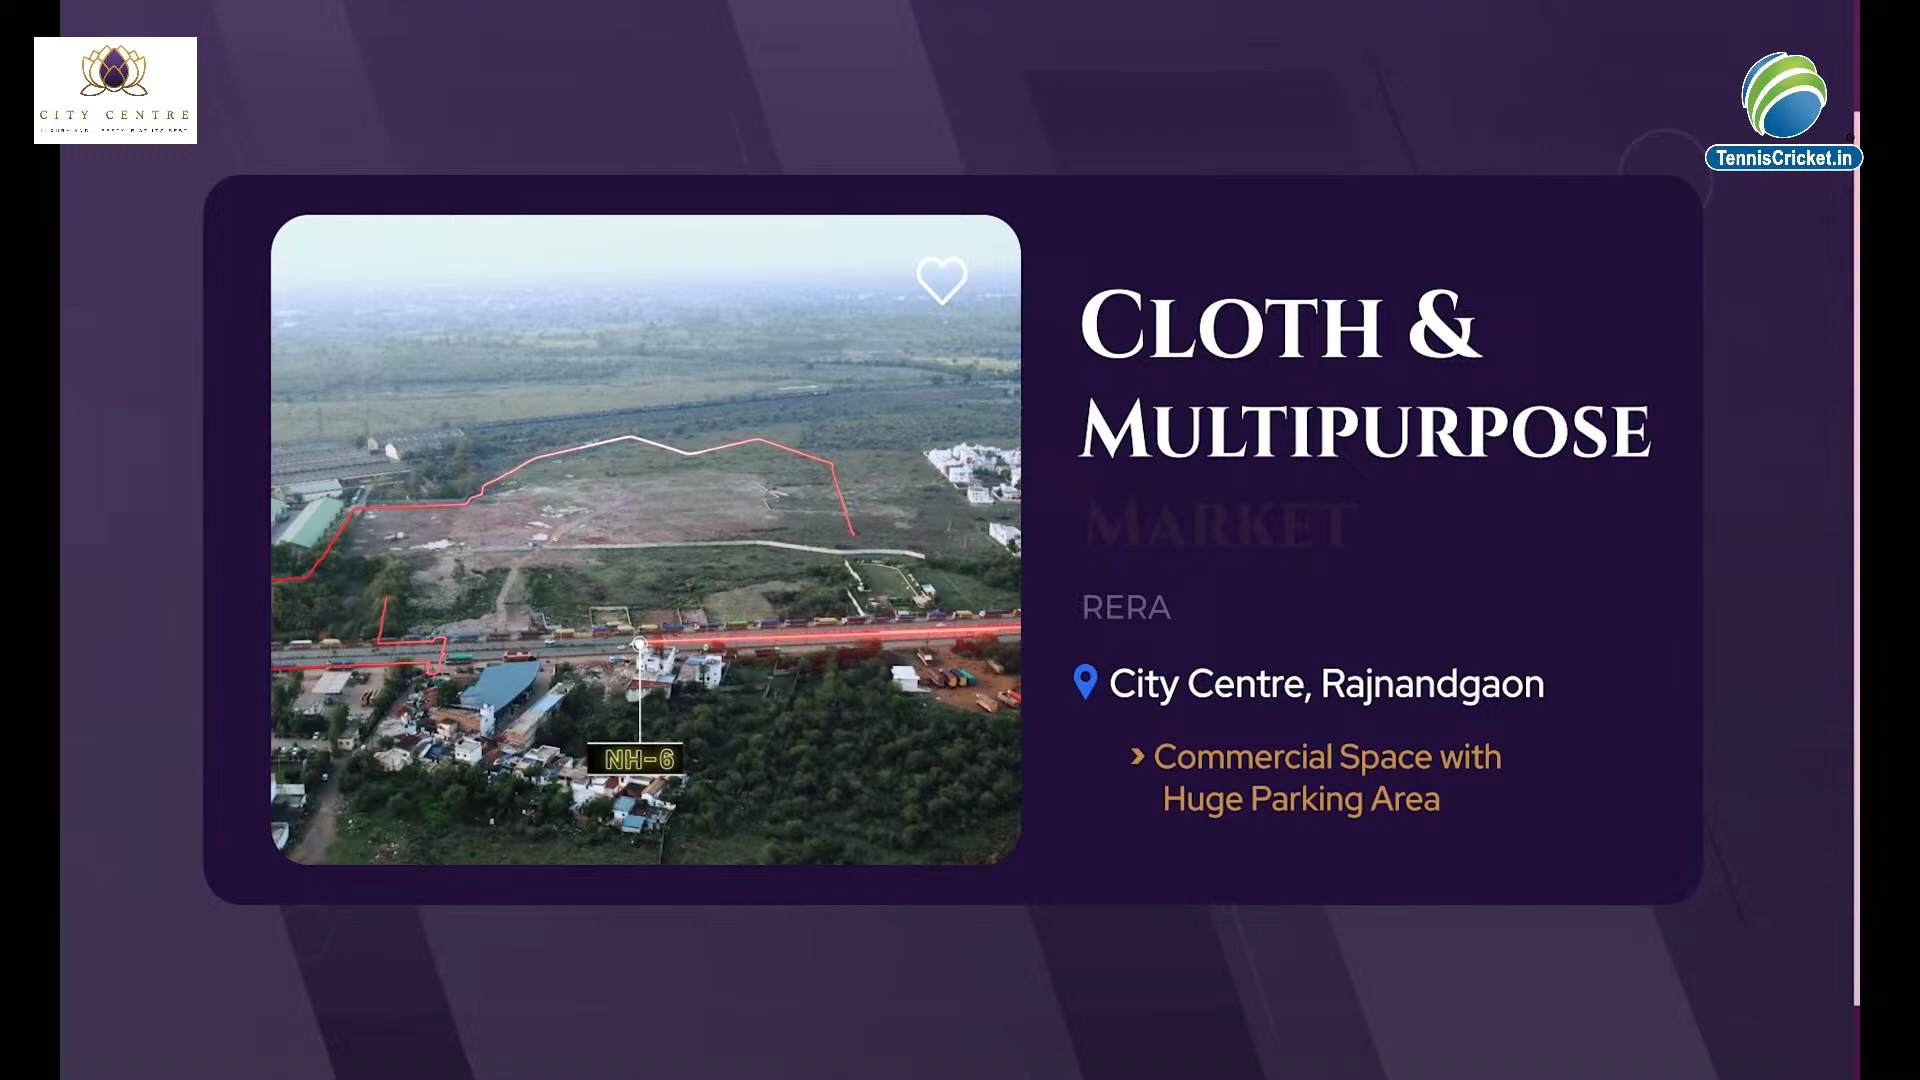 CITY CENTRE
TennisCricket.in
CLOTH &
MULTIPURPOSE
MARKET
RERA
City Centre, Rajnandgaon
› Commercial Space with
Huge Parking Area
NH-6